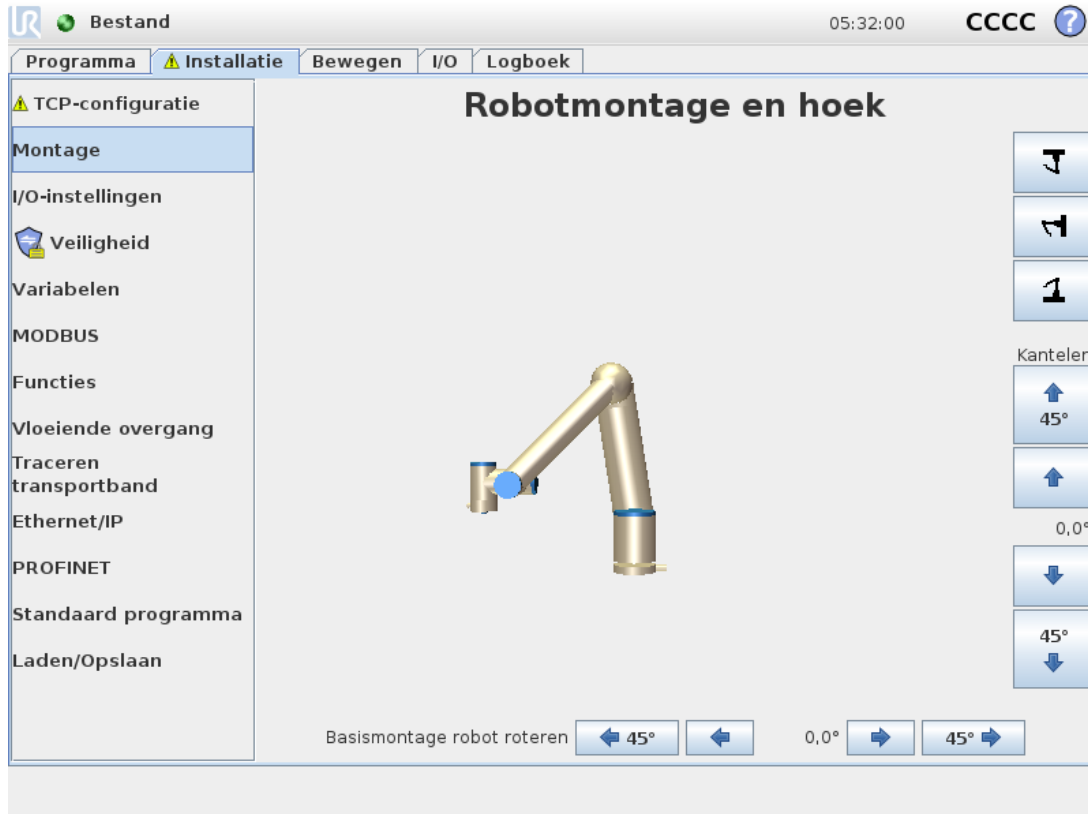 UR
Bestand
05:32:00
CCCC
?
Programma
Installatie
Bewegen
I/O
Logboek
TCP-configuratie
Montage
I/O-instellingen
Veiligheid
Variabelen
MODBUS
Functies
Vloeiende overgang
Traceren
transportband
Ethernet/IP
PROFINET
Standaard programma
Laden/Opslaan
Robotmontage en hoek
Kantelen
45°
0,0°
45°
Basismontage robot roteren
45°
0,0°
45°